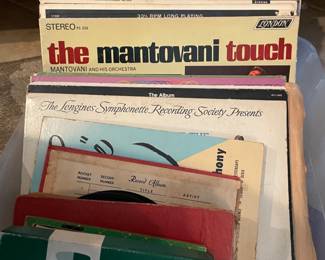 33⅓ RPM LONG PLAYING
STEREO
LONDON
the mantovani touch
MANTOVANI AND HIS ORCHESTRA
The Album
The Longines Symphonette Recording Society Presents
phony
Record Album
POCKET NUMBER
RECORD NUMBER
TITLE
ARTIST